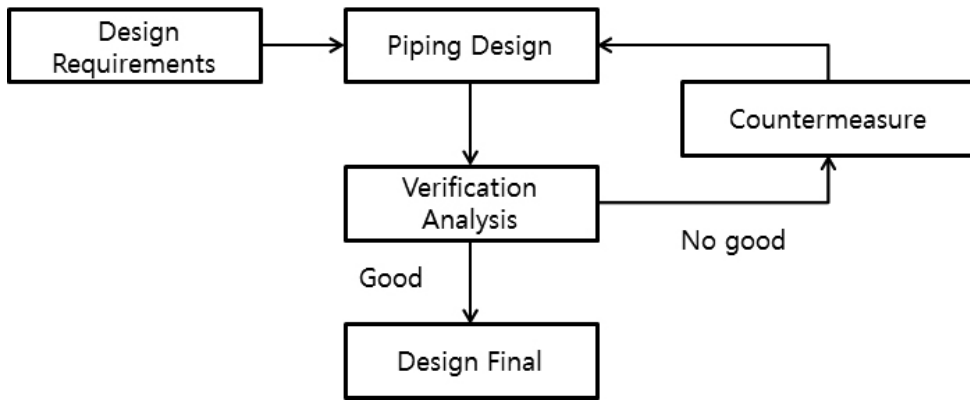 Design
Requirements
Piping Design
Countermeasure
Verification
Analysis
No good
Good
Design Final